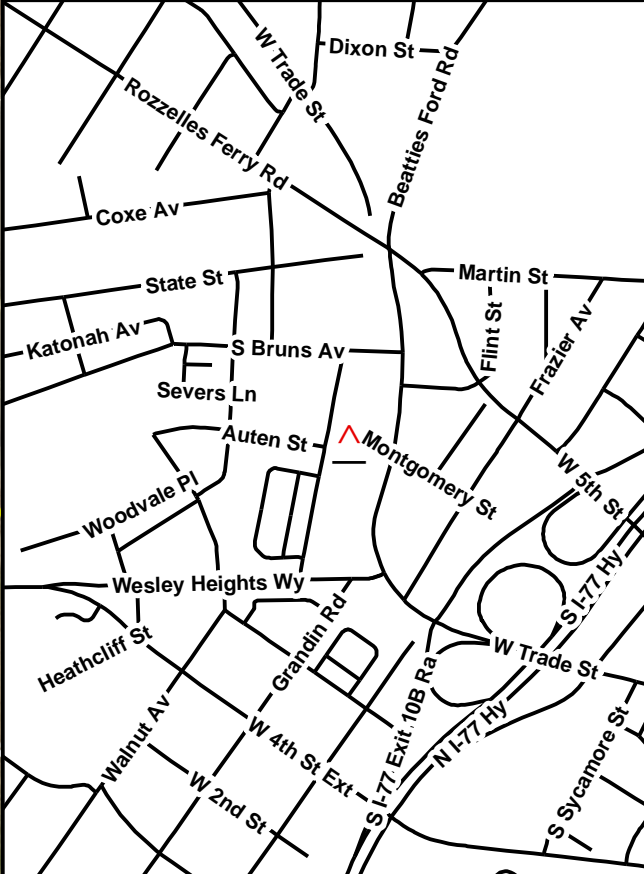 W Trade St
Dixon St
Beatties Ford Rd
Rozzelles Ferry Rd
Coxe Av
State St
Martin St
Katonah Av
S Bruns Av
Flint St
Frazier Av
Severs Ln
Auten St
Montgomery St
W 5th St
Woodvale Pl
Wesley Heights Wy
S I-77 Hy
Heathcliff St
Grandin Rd
W Trade St
S I-77 Exit 10B Ra
N I-77 Hy
Walnut Av
W 4th St Ext
W 2nd St
S Sycamore St